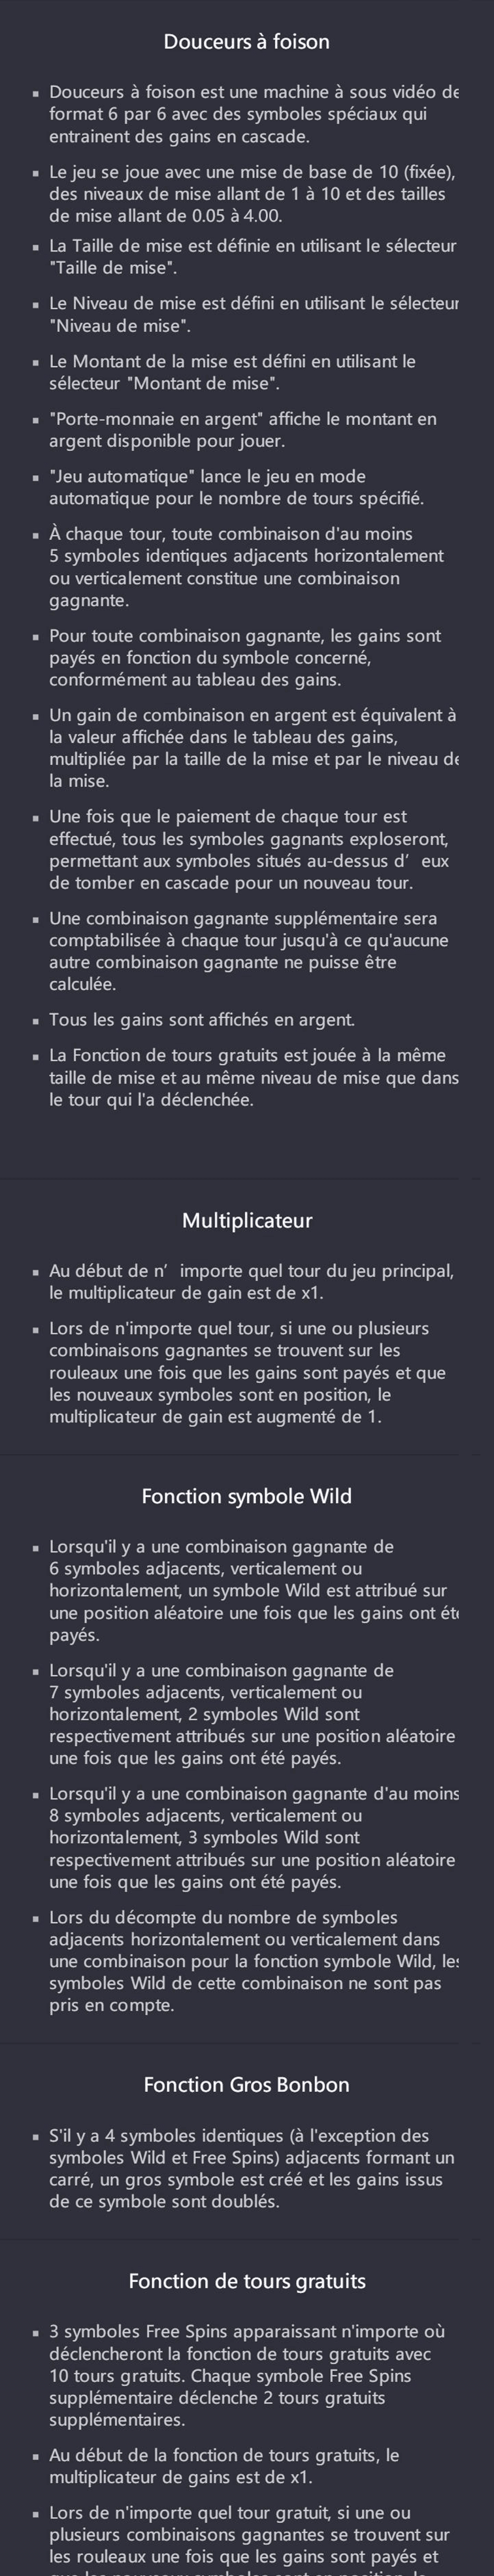 Douceurs à foison
▪ Douceurs à foison est une machine à sous vidéo de
format 6 par 6 avec des symboles spéciaux qui
entrainent des gains en cascade.
▪ Le jeu se joue avec une mise de base de 10 (fixée),
des niveaux de mise allant de 1 à 10 et des tailles
de mise allant de 0.05 à 4.00.
▪ La Taille de mise est définie en utilisant le sélecteur
"Taille de mise".
▪ Le Niveau de mise est défini en utilisant le sélecteur
"Niveau de mise".
▪ Le Montant de la mise est défini en utilisant le
sélecteur "Montant de mise".
▪ "Porte-monnaie en argent" affiche le montant en
argent disponible pour jouer.
▪ "Jeu automatique" lance le jeu en mode
automatique pour le nombre de tours spécifié.
▪ À chaque tour, toute combinaison d'au moins
5 symboles identiques adjacents horizontalement
ou verticalement constitue une combinaison
gagnante.
▪ Pour toute combinaison gagnante, les gains sont
payés en fonction du symbole concerné,
conformément au tableau des gains.
▪ Un gain de combinaison en argent est équivalent à
la valeur affichée dans le tableau des gains,
multipliée par la taille de la mise et par le niveau de
la mise.
▪ Une fois que le paiement de chaque tour est
effectué, tous les symboles gagnants exploseront,
permettant aux symboles situés au-dessus d’ eux
de tomber en cascade pour un nouveau tour.
▪ Une combinaison gagnante supplémentaire sera
comptabilisée à chaque tour jusqu'à ce qu'aucune
autre combinaison gagnante ne puisse être
calculée.
▪ Tous les gains sont affichés en argent.
▪ La Fonction de tours gratuits est jouée à la même
taille de mise et au même niveau de mise que dans
le tour qui l'a déclenchée.
Multiplicateur
▪ Au début de n’ importe quel tour du jeu principal,
le multiplicateur de gain est de x1.
▪ Lors de n'importe quel tour, si une ou plusieurs
combinaisons gagnantes se trouvent sur les
rouleaux une fois que les gains sont payés et que
les nouveaux symboles sont en position, le
multiplicateur de gain est augmenté de 1.
Fonction symbole Wild
▪ Lorsqu'il y a une combinaison gagnante de
6 symboles adjacents, verticalement ou
horizontalement, un symbole Wild est attribué sur
une position aléatoire une fois que les gains ont été
payés.
▪ Lorsqu'il y a une combinaison gagnante de
7 symboles adjacents, verticalement ou
horizontalement, 2 symboles Wild sont
respectivement attribués sur une position aléatoire
une fois que les gains ont été payés.
▪ Lorsqu'il y a une combinaison gagnante d'au moins
8 symboles adjacents, verticalement ou
horizontalement, 3 symboles Wild sont
respectivement attribués sur une position aléatoire
une fois que les gains ont été payés.
▪ Lors du décompte du nombre de symboles
adjacents horizontalement ou verticalement dans
une combinaison pour la fonction symbole Wild, les
symboles Wild de cette combinaison ne sont pas
pris en compte.
Fonction Gros Bonbon
▪ S'il y a 4 symboles identiques (à l'exception des
symboles Wild et Free Spins) adjacents formant un
carré, un gros symbole est créé et les gains issus
de ce symbole sont doublés.
Fonction de tours gratuits
▪ 3 symboles Free Spins apparaissant n'importe où
déclencheront la fonction de tours gratuits avec
10 tours gratuits. Chaque symbole Free Spins
supplémentaire déclenche 2 tours gratuits
supplémentaires.
▪ Au début de la fonction de tours gratuits, le
multiplicateur de gains est de x1.
▪ Lors de n'importe quel tour gratuit, si une ou
plusieurs combinaisons gagnantes se trouvent sur
les rouleaux une fois que les gains sont payés et